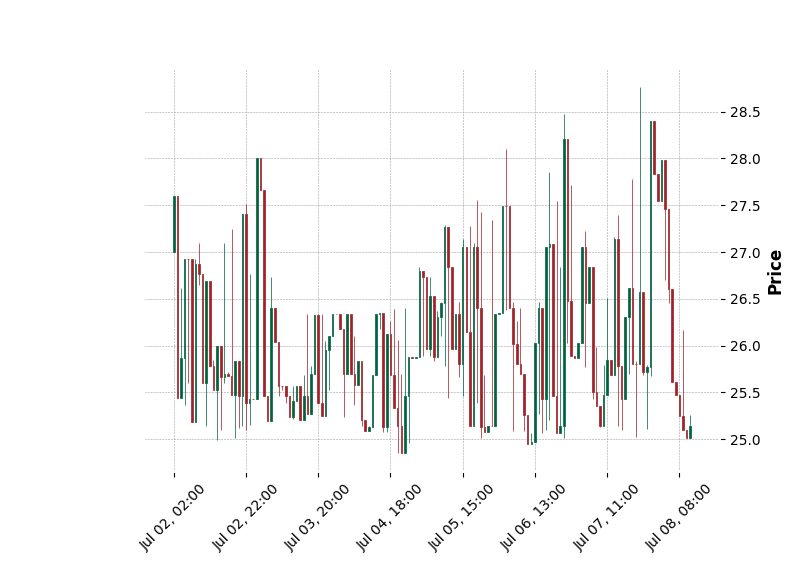 28.5
28.0
27.5
27.0
26.5
26.0
25.5
25.0
Price
Jul 02, 02:00
Jul 02, 22:00
Jul 03, 20:00
Jul 04, 18:00
Jul 05, 15:00
Jul 06, 13:00
Jul 07, 11:00
Jul 08, 08:00